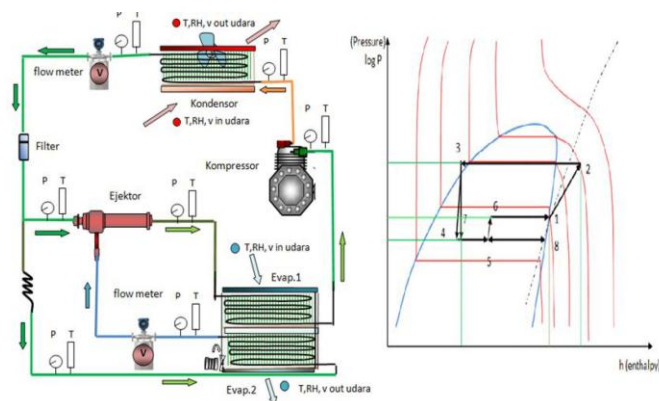 T,RH, v out udara
P T
P T
flow meter
V
Kondensor
T,RH, v in udara
P T
Filter
Kompressor
P T
Ejektor
P T
T,RH, v in udara
Evap.1
flow meter
P T
V
P T
Evap.2
T,RH, v out udara
(Pressure)
log P
3
2
6
1
7
4
8
5
h (enthalpy)